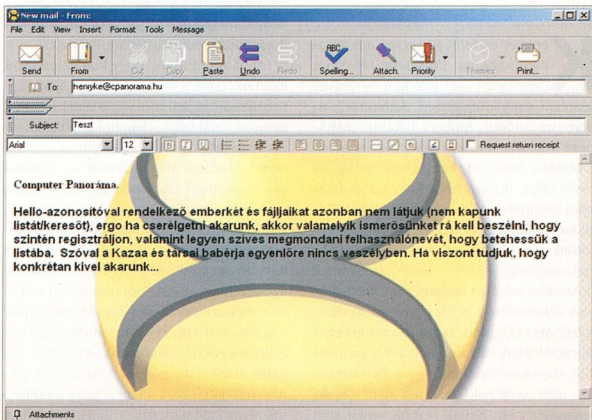 New mail - From:
File Edit View Insert Format Tools Message
Send From Cut Copy Paste Undo Redo ABC Spelling... Attach. Priority Themes Print...
To: henryke@cpanorama.hu
Subject: Teszt
Arial 12 B I U Request return receipt
Computer Panoráma.
Hello-azonosítóval rendelkező emberkét és fájljaikat azonban nem látjuk (nem kapunk
listát/keresőt), ergo ha cserélgetni akarunk, akkor valamelyik ismerősünket rá kell beszélni, hogy
szintén regisztráljon, valamint legyen szíves megmondani felhasználónevét, hogy betehessük a
listába. Szóval a Kazaa és társai babérja egyenlőre nincs veszélyben. Ha viszont tudjuk, hogy
konkrétan kivel akarunk...
Attachments